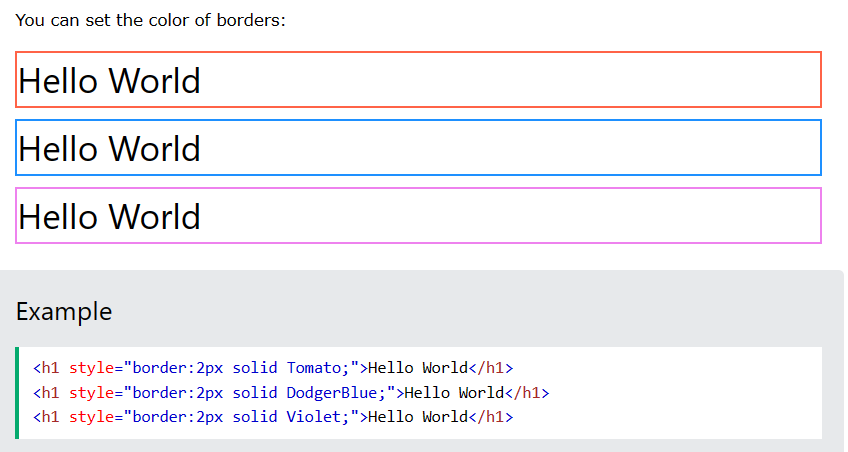 You can set the color of borders:
Hello World
Hello World
Hello World
Example
<h1 style="border:2px solid Tomato;">Hello World</h1>
<h1 style="border:2px solid DodgerBlue;">Hello World</h1>
<h1 style="border:2px solid Violet;">Hello World</h1>